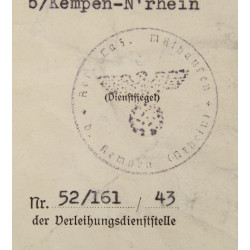 b/Kempen-N'rhein
(Dienstsiegel)
Nr. 52/161 / 43
der Verleihungsdienststelle